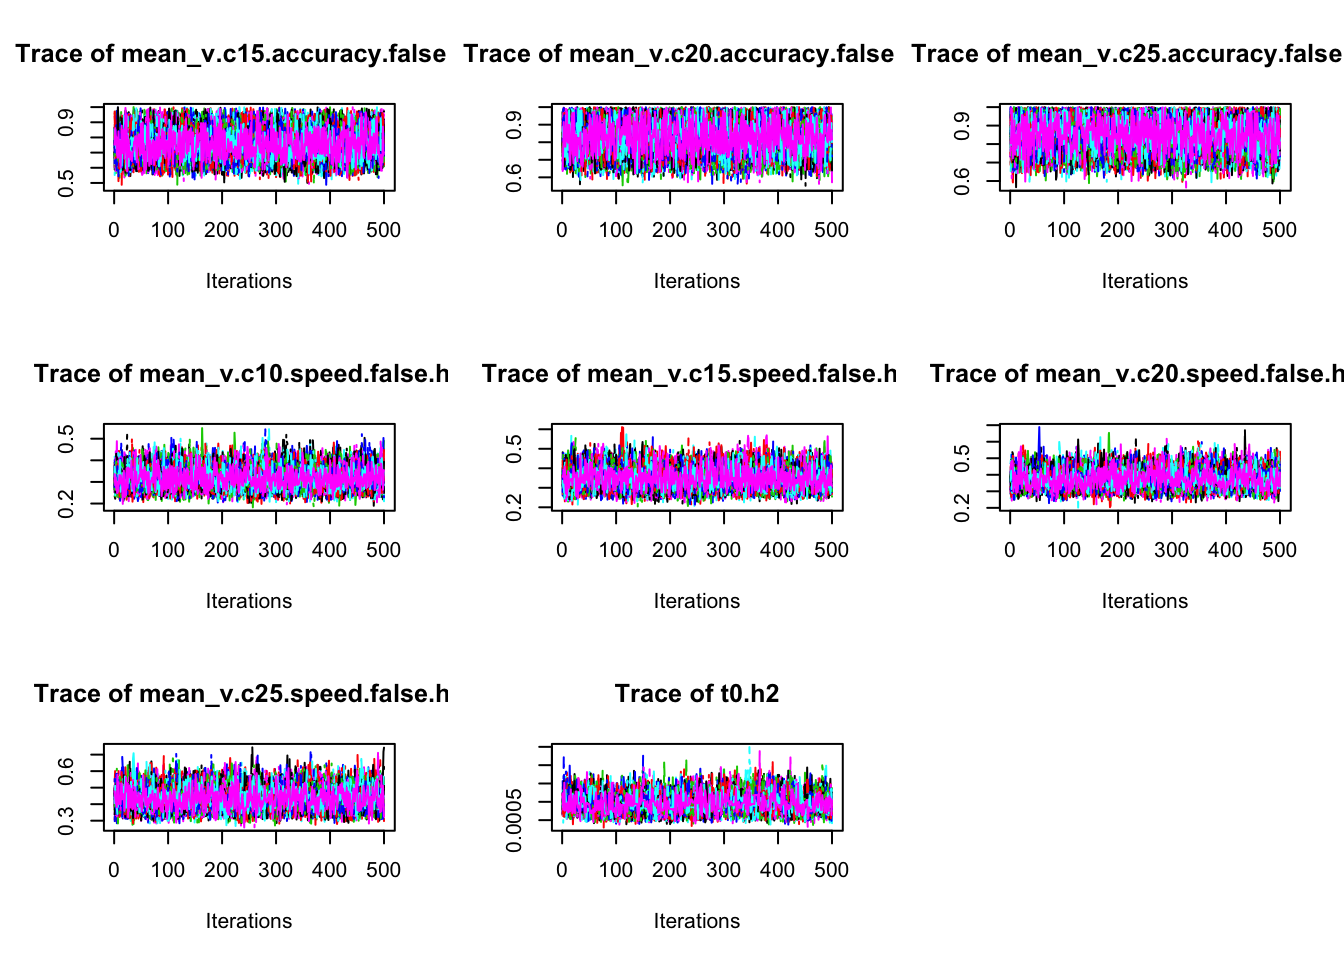 Trace of mean_v.c15.accuracy.false
Trace of mean_v.c20.accuracy.false
Trace of mean_v.c25.accuracy.false
0.9
0.5
0 100 200 300 400 500
Iterations
0.9
0.6
0 100 200 300 400 500
Iterations
0.9
0.6
0 100 200 300 400 500
Iterations
Trace of mean_v.c10.speed.false.h
Trace of mean_v.c15.speed.false.h
Trace of mean_v.c20.speed.false.h
0.5
0.2
0 100 200 300 400 500
Iterations
0.5
0.2
0 100 200 300 400 500
Iterations
0.5
0.2
0 100 200 300 400 500
Iterations
Trace of mean_v.c25.speed.false.h
Trace of t0.h2
0.6
0.3
0 100 200 300 400 500
Iterations
0.0005
0 100 200 300 400 500
Iterations